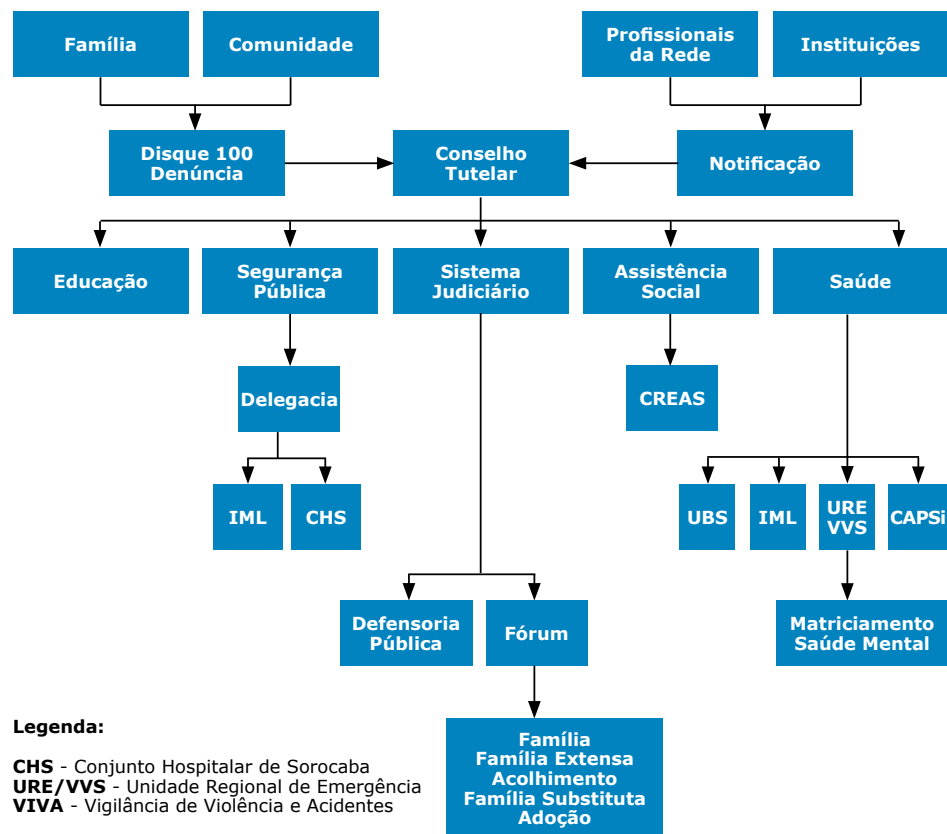 Família
Comunidade
Profissionais
da Rede
Instituições
Disque 100
Denúncia
Conselho
Tutelar
Notificação
Educação
Segurança
Pública
Sistema
Judiciário
Assistência
Social
Saúde
Delegacia
CREAS
IML
CHS
UBS
IML
URE
VVS
CAPSi
Defensoria
Pública
Fórum
Matriciamento
Saúde Mental
Família
Família Extensa
Acolhimento
Família Substituta
Adoção
Legenda:
CHS - Conjunto Hospitalar de Sorocaba
URE/VVS - Unidade Regional de Emergência
VIVA - Vigilância de Violência e Acidentes